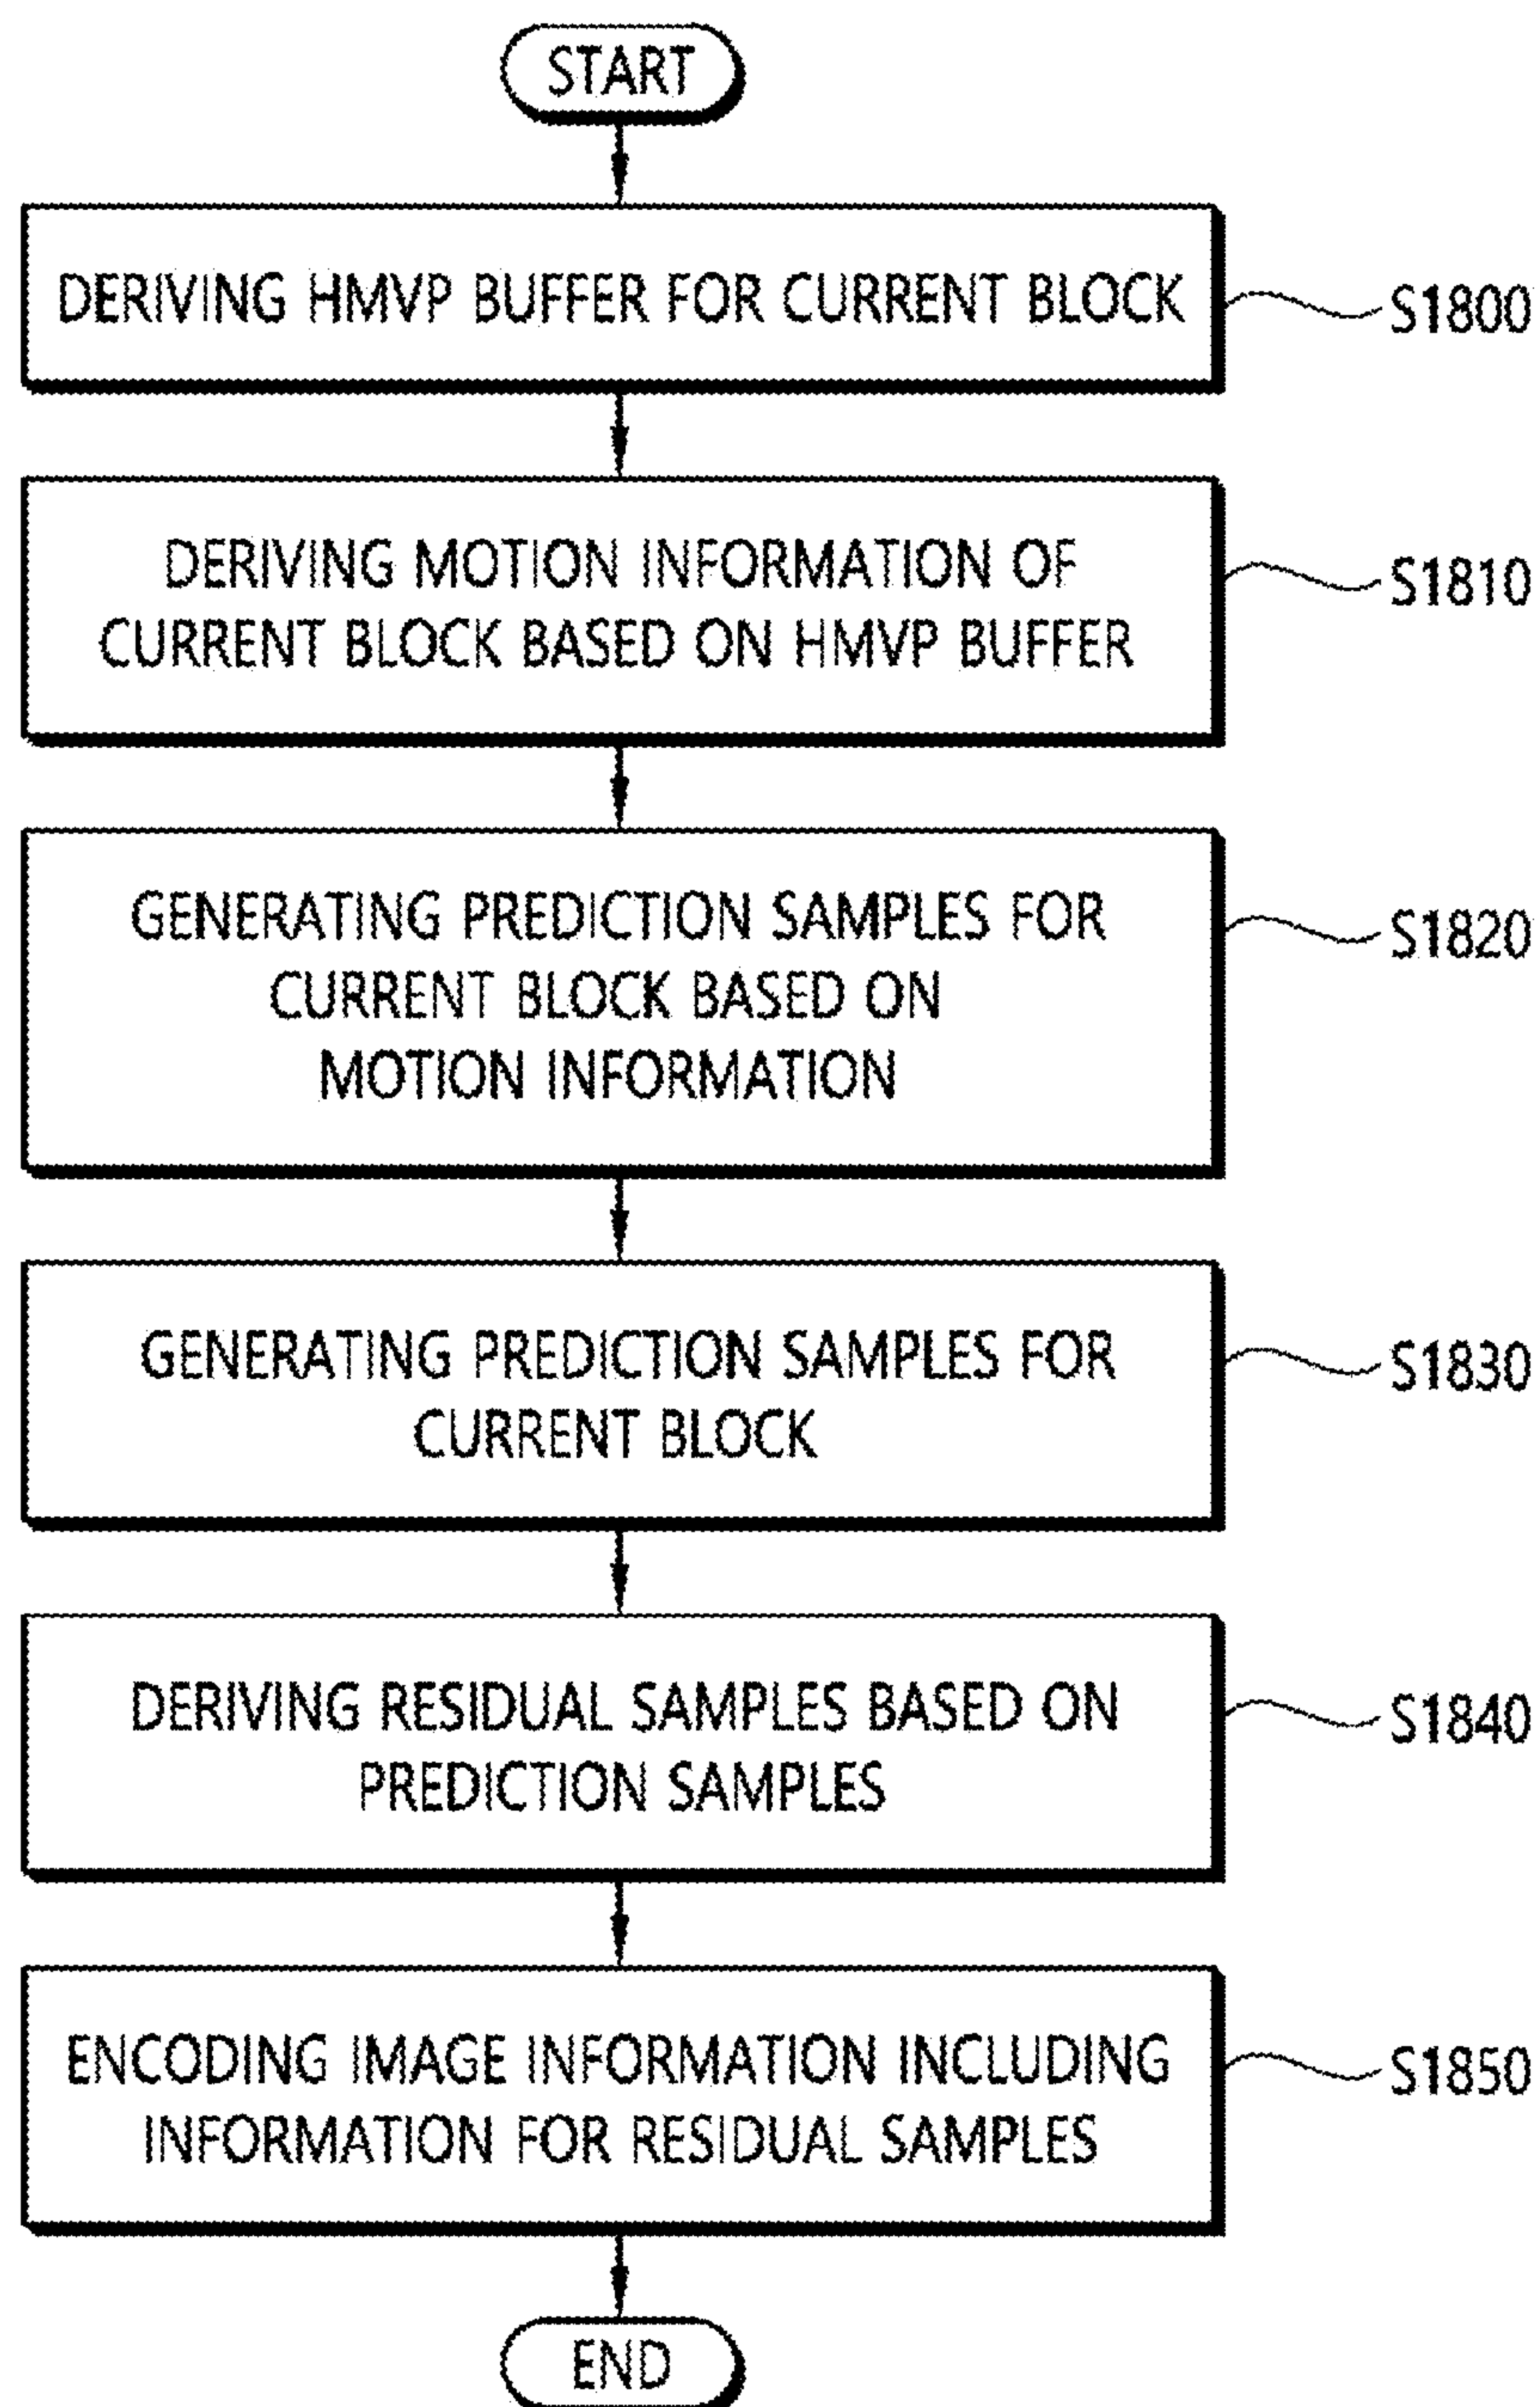 START
DERIVING HMVP BUFFER FOR CURRENT BLOCK
S1800
DERIVING MOTION INFORMATION OF
CURRENT BLOCK BASED ON HMVP BUFFER
S1810
GENERATING PREDICTION SAMPLES FOR
CURRENT BLOCK BASED ON
MOTION INFORMATION
S1820
GENERATING PREDICTION SAMPLES FOR
CURRENT BLOCK
S1830
DERIVING RESIDUAL SAMPLES BASED ON
PREDICTION SAMPLES
S1840
ENCODING IMAGE INFORMATION INCLUDING
INFORMATION FOR RESIDUAL SAMPLES
S1850
END